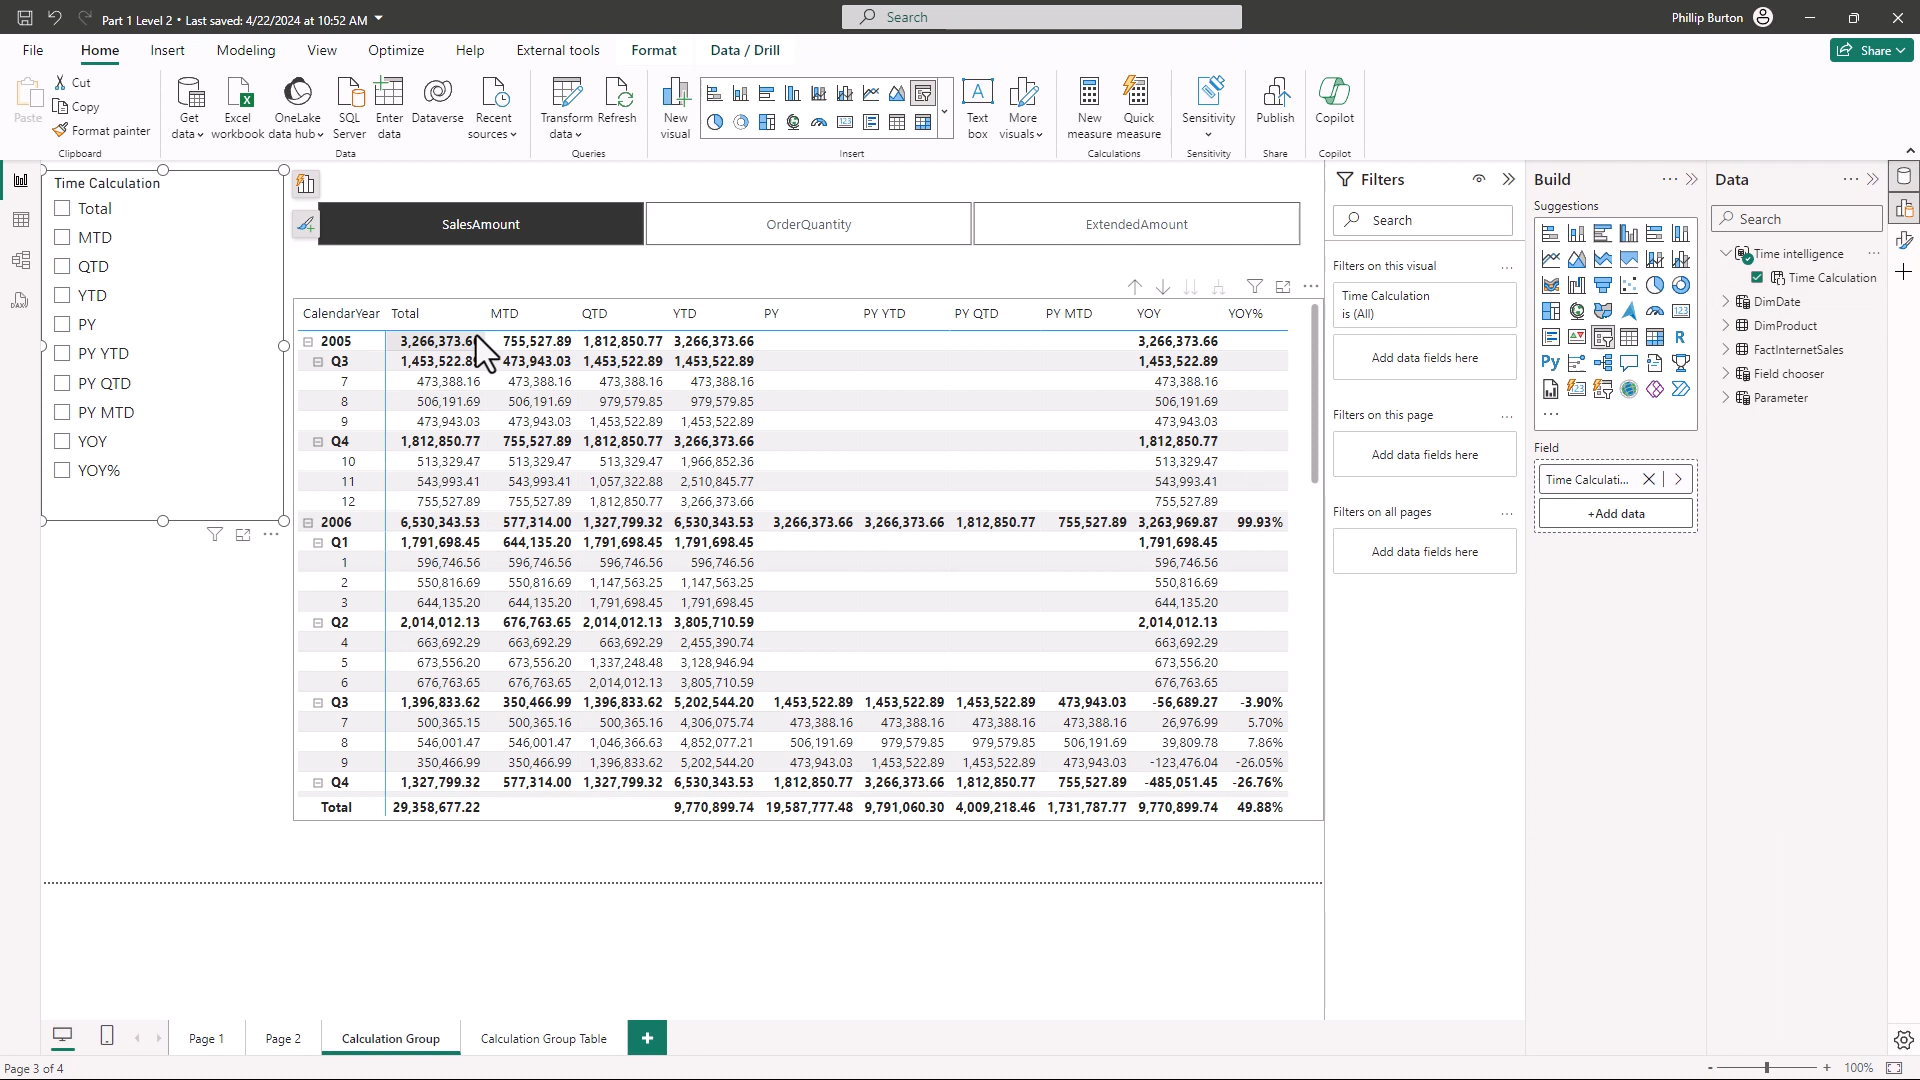 Part 1 Level 2 • Last saved: 4/22/2024 at 10:52 AM
Search
Phillip Burton
File Home Insert Modeling View Optimize Help External tools Format Data / Drill
Share
Paste
Cut
Copy
Format painter
Clipboard
Get data
Excel workbook
OneLake data hub
SQL Server
Enter data
Dataverse
Recent sources
Data
Transform data
Refresh
Queries
New visual
Text box
More visuals
Insert
New measure
Quick measure
Calculations
Sensitivity
Sensitivity
Publish
Share
Copilot
Copilot
Time Calculation
Total
MTD
QTD
YTD
PY
PY YTD
PY QTD
PY MTD
YOY
YOY%
SalesAmount OrderQuantity ExtendedAmount
CalendarYear Total MTD QTD YTD PY PY YTD PY QTD PY MTD YOY YOY%
2005 3,266,373.6 755,527.89 1,812,850.77 3,266,373.66 3,266,373.66
Q3 1,453,522.8 473,943.03 1,453,522.89 1,453,522.89 1,453,522.89
7 473,388.16 473,388.16 473,388.16 473,388.16 473,388.16
8 506,191.69 506,191.69 979,579.85 979,579.85 506,191.69
9 473,943.03 473,943.03 1,453,522.89 1,453,522.89 473,943.03
Q4 1,812,850.77 755,527.89 1,812,850.77 3,266,373.66 1,812,850.77
10 513,329.47 513,329.47 513,329.47 1,966,852.36 513,329.47
11 543,993.41 543,993.41 1,057,322.88 2,510,845.77 543,993.41
12 755,527.89 755,527.89 1,812,850.77 3,266,373.66 755,527.89
2006 6,530,343.53 577,314.00 1,327,799.32 6,530,343.53 3,266,373.66 3,266,373.66 1,812,850.77 755,527.89 3,263,969.87 99.93%
Q1 1,791,698.45 644,135.20 1,791,698.45 1,791,698.45 1,791,698.45
1 596,746.56 596,746.56 596,746.56 596,746.56 596,746.56
2 550,816.69 550,816.69 1,147,563.25 1,147,563.25 550,816.69
3 644,135.20 644,135.20 1,791,698.45 1,791,698.45 644,135.20
Q2 2,014,012.13 676,763.65 2,014,012.13 3,805,710.59 2,014,012.13
4 663,692.29 663,692.29 663,692.29 2,455,390.74 663,692.29
5 673,556.20 673,556.20 1,337,248.48 3,128,946.94 673,556.20
6 676,763.65 676,763.65 2,014,012.13 3,805,710.59 676,763.65
Q3 1,396,833.62 350,466.99 1,396,833.62 5,202,544.20 1,453,522.89 1,453,522.89 1,453,522.89 473,943.03 -56,689.27 -3.90%
7 500,365.15 500,365.16 500,365.16 4,306,075.74 473,388.16 473,388.16 473,388.16 473,388.16 26,976.99 5.70%
8 546,001.47 546,001.47 1,046,366.63 4,852,077.21 506,191.69 979,579.85 979,579.85 506,191.69 39,809.78 7.86%
9 350,466.99 350,466.99 1,396,833.62 5,202,544.20 473,943.03 1,453,522.89 1,453,522.89 473,943.03 -123,476.04 -26.05%
Q4 1,327,799.32 577,314.00 1,327,799.32 6,530,343.53 1,812,850.77 3,266,373.66 1,812,850.77 755,527.89 -485,051.45 -26.76%
Total 29,358,677.22 9,770,899.74 19,587,777.48 9,791,060.30 4,009,218.46 1,731,787.77 9,770,899.74 49.88%
Filters
Search
Filters on this visual
Time Calculation
is (All)
Add data fields here
Filters on this page
Add data fields here
Filters on all pages
Add data fields here
Build
Suggestions
Field
Time Calculati...
+Add data
Data
Search
Time intelligence
Time Calculation
DimDate
DimProduct
FactInternetSales
Field chooser
Parameter
Page 1 Page 2 Calculation Group Calculation Group Table
Page 3 of 4
- + 100%